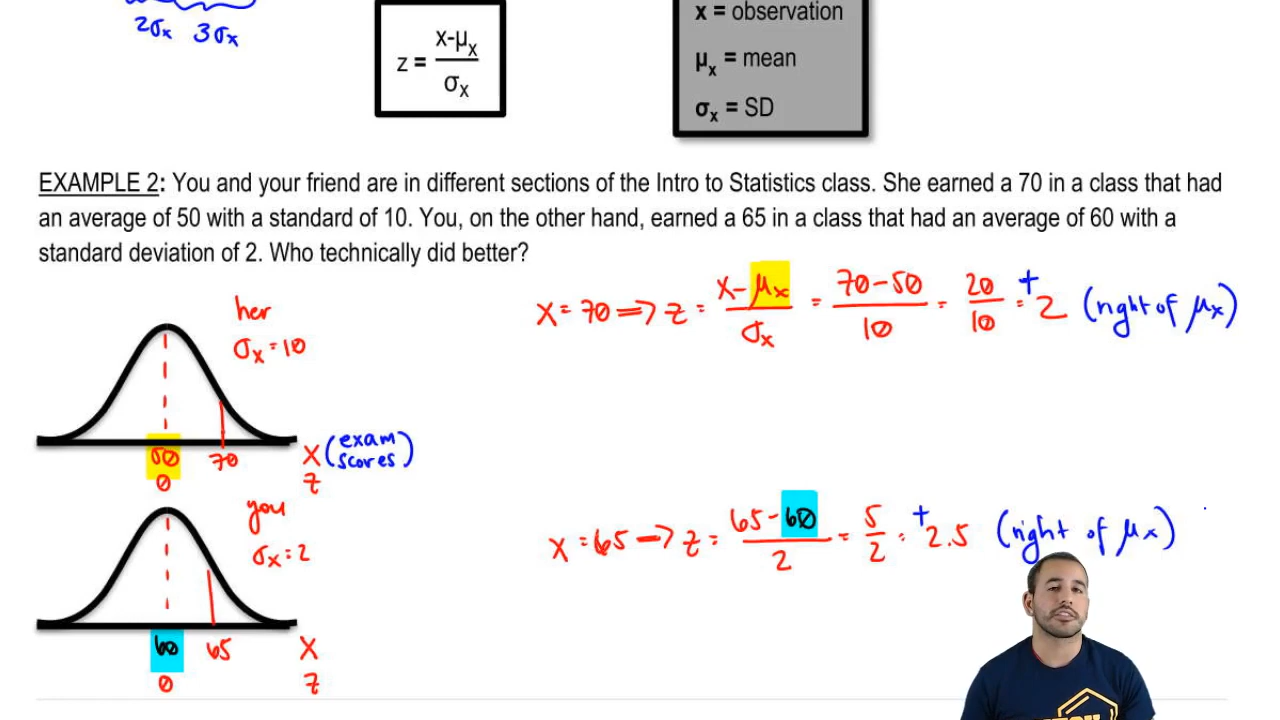 2σx 3σx
z = x-μx / σx
x = observation
μx = mean
σx = SD
EXAMPLE 2: You and your friend are in different sections of the Intro to Statistics class. She earned a 70 in a class that had
an average of 50 with a standard of 10. You, on the other hand, earned a 65 in a class that had an average of 60 with a
standard deviation of 2. Who technically did better?
her
σx = 10
x = 70 => z = x-μx / σx = 70-50 / 10 = 20 / 10 = +2 (right of μx)
50 70 X (exam scores)
0 z
you
σx = 2
x = 65 -> z = 65-60 / 2 = 5 / 2 = +2.5 (right of μx)
60 65 X
0 z